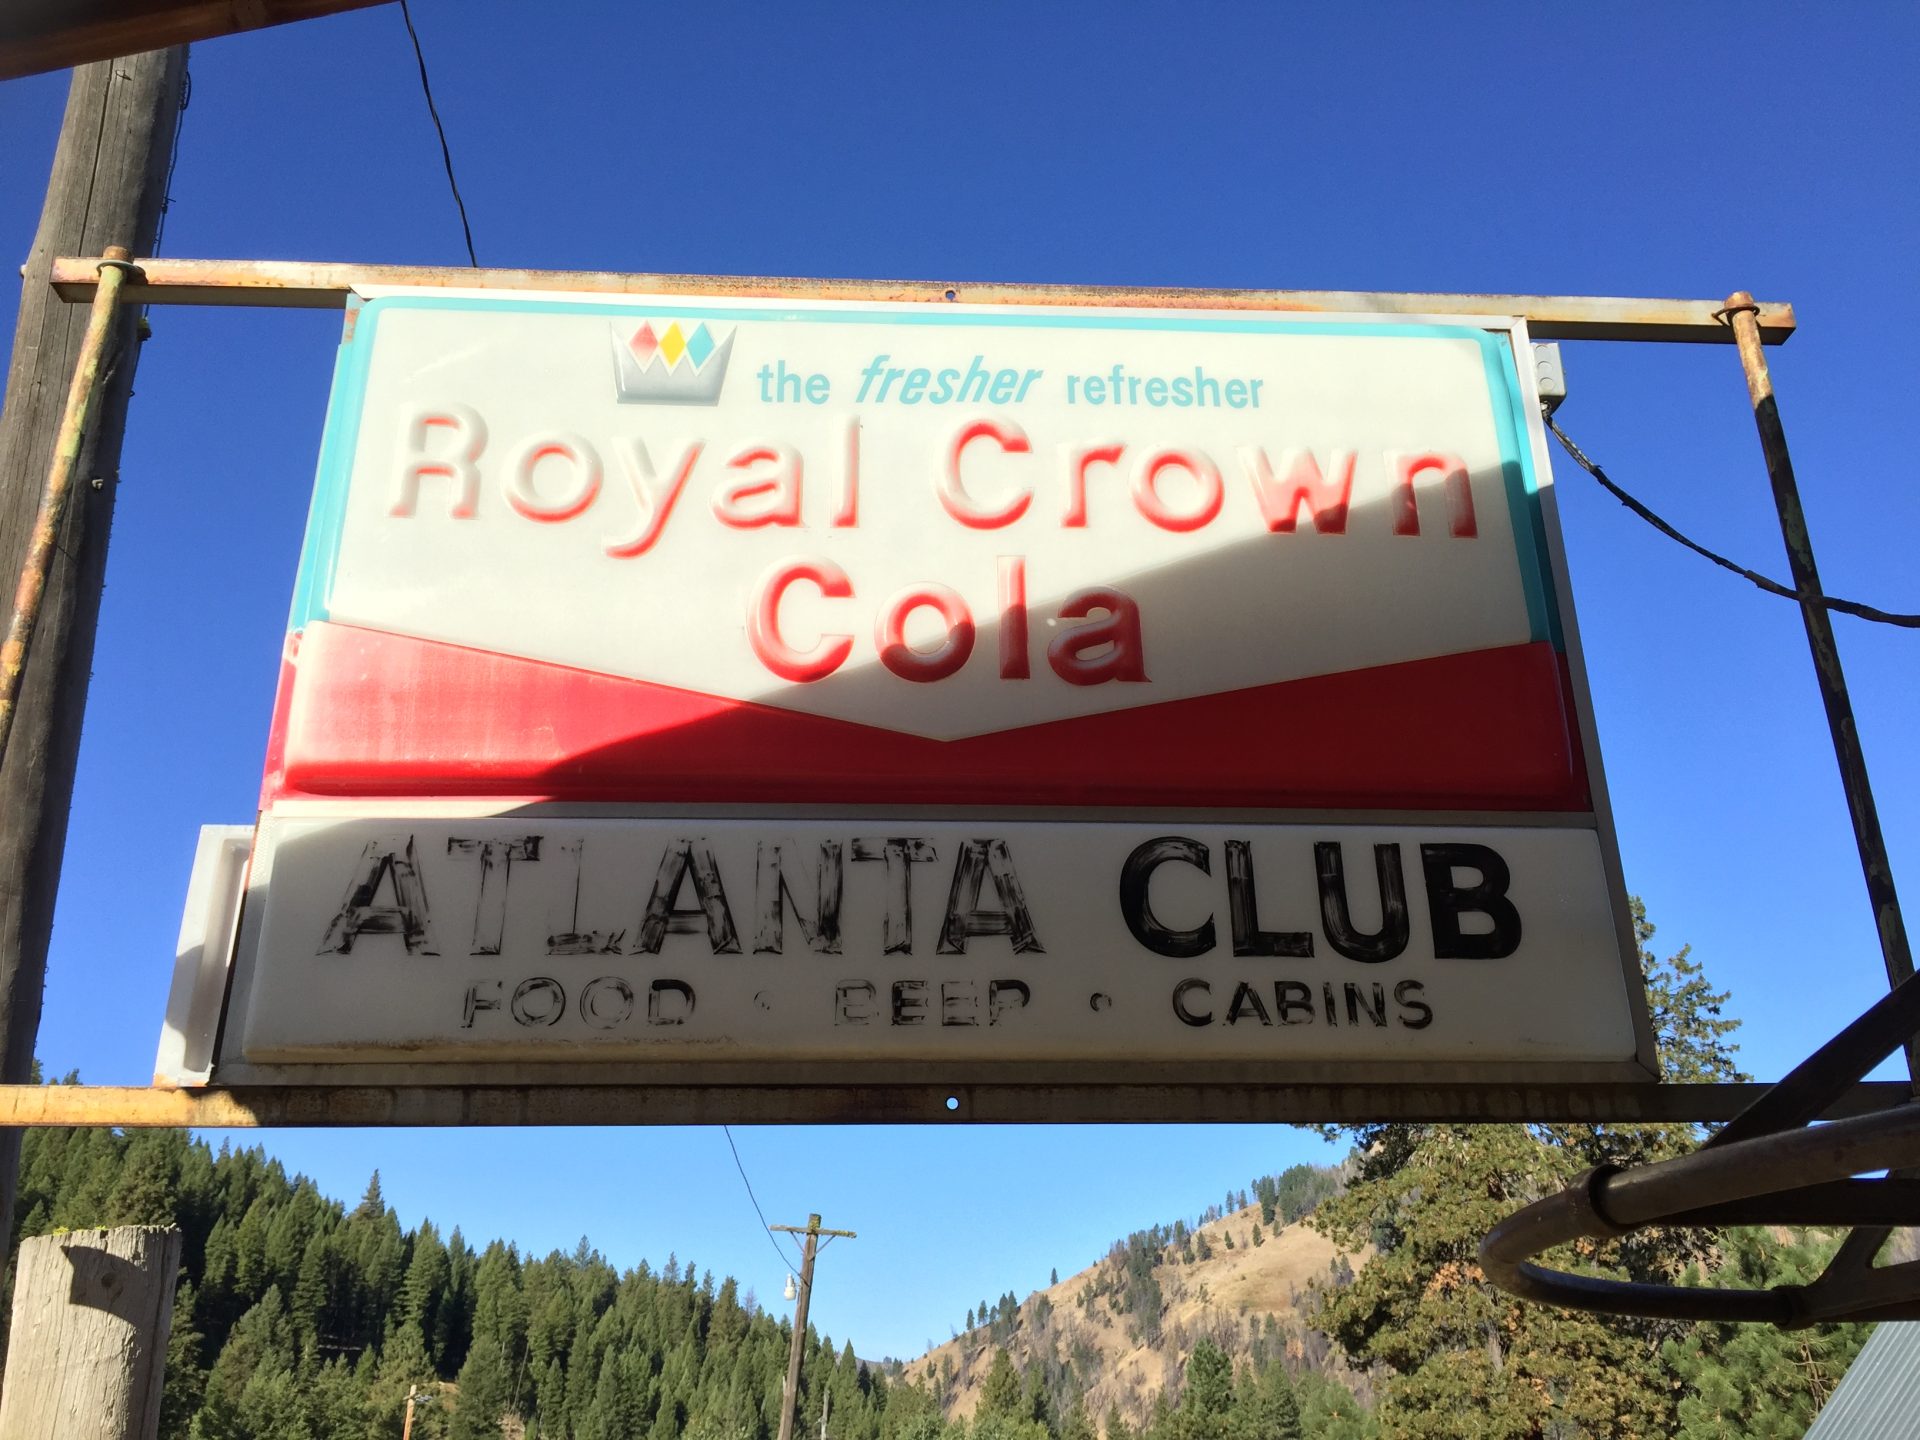 the fresher refresher
Royal Crown
Cola
ATLANTA CLUB
FOOD • BEER • CABINS